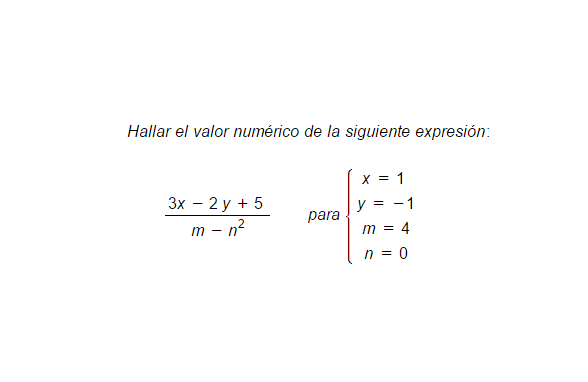 Hallar el valor numérico de la siguiente expresión:
3x − 2y + 5
m − n²
para
x = 1
y = −1
m = 4
n = 0